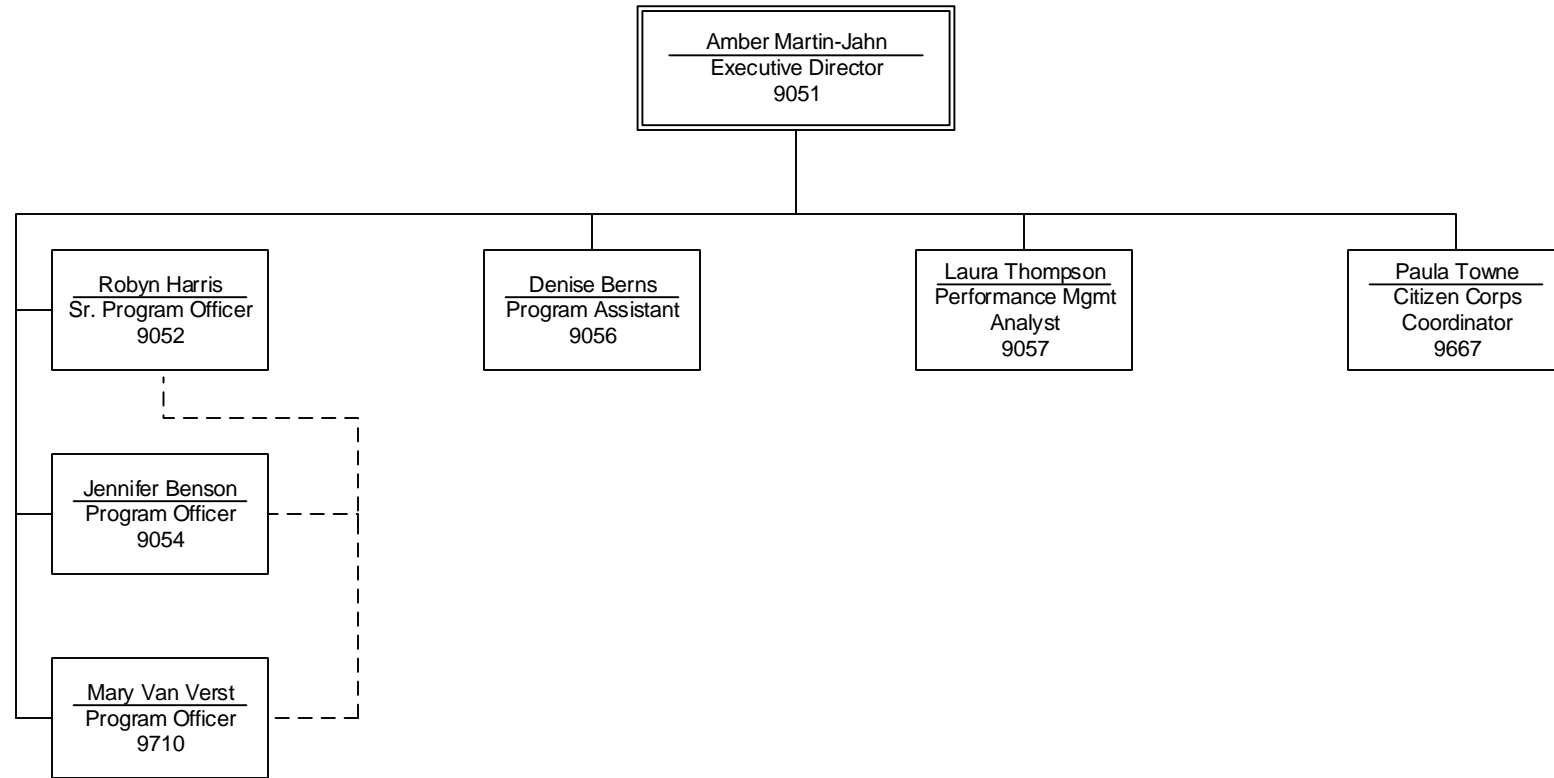 Amber Martin-Jahn
Executive Director
9051
Robyn Harris
Sr. Program Officer
9052
Denise Berns
Program Assistant
9056
Laura Thompson
Performance Mgmt
Analyst
9057
Paula Towne
Citizen Corps
Coordinator
9667
Jennifer Benson
Program Officer
9054
Mary Van Verst
Program Officer
9710